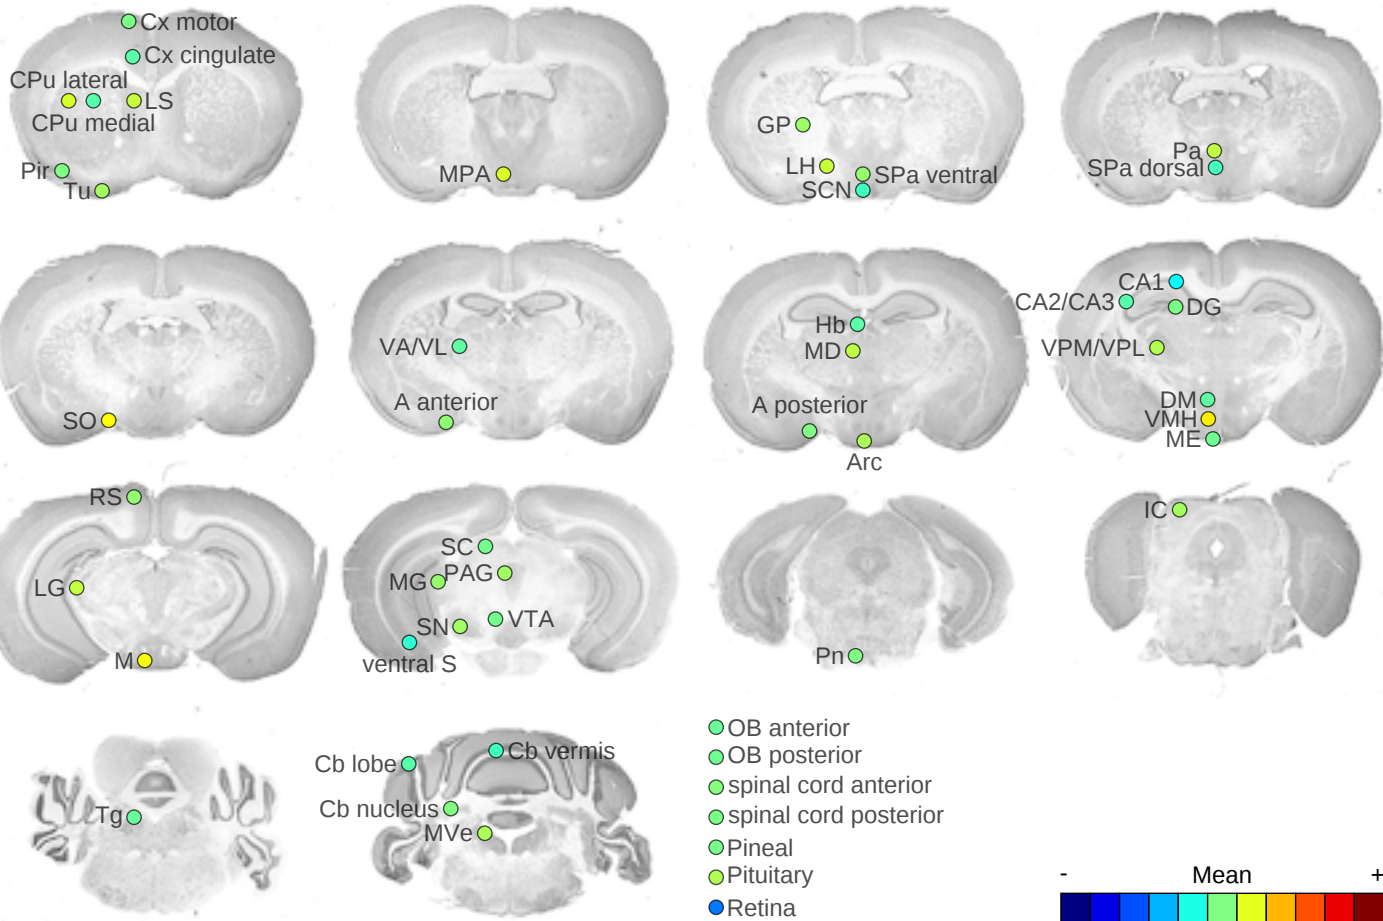 Cx motor
Cx cingulate
CPu lateral
LS
CPu medial
Pir
Tu
MPA
GP
LH
SPa ventral
SCN
Pa
SPa dorsal
SO
VA/VL
A anterior
Hb
MD
A posterior
Arc
CA1
CA2/CA3
DG
VPM/VPL
DM
VMH
ME
RS
LG
M
SC
PAG
MG
SN
VTA
ventral S
Pn
IC
Tg
Cb lobe
Cb vermis
Cb nucleus
MVe
OB anterior
OB posterior
spinal cord anterior
spinal cord posterior
Pineal
Pituitary
Retina
- Mean +